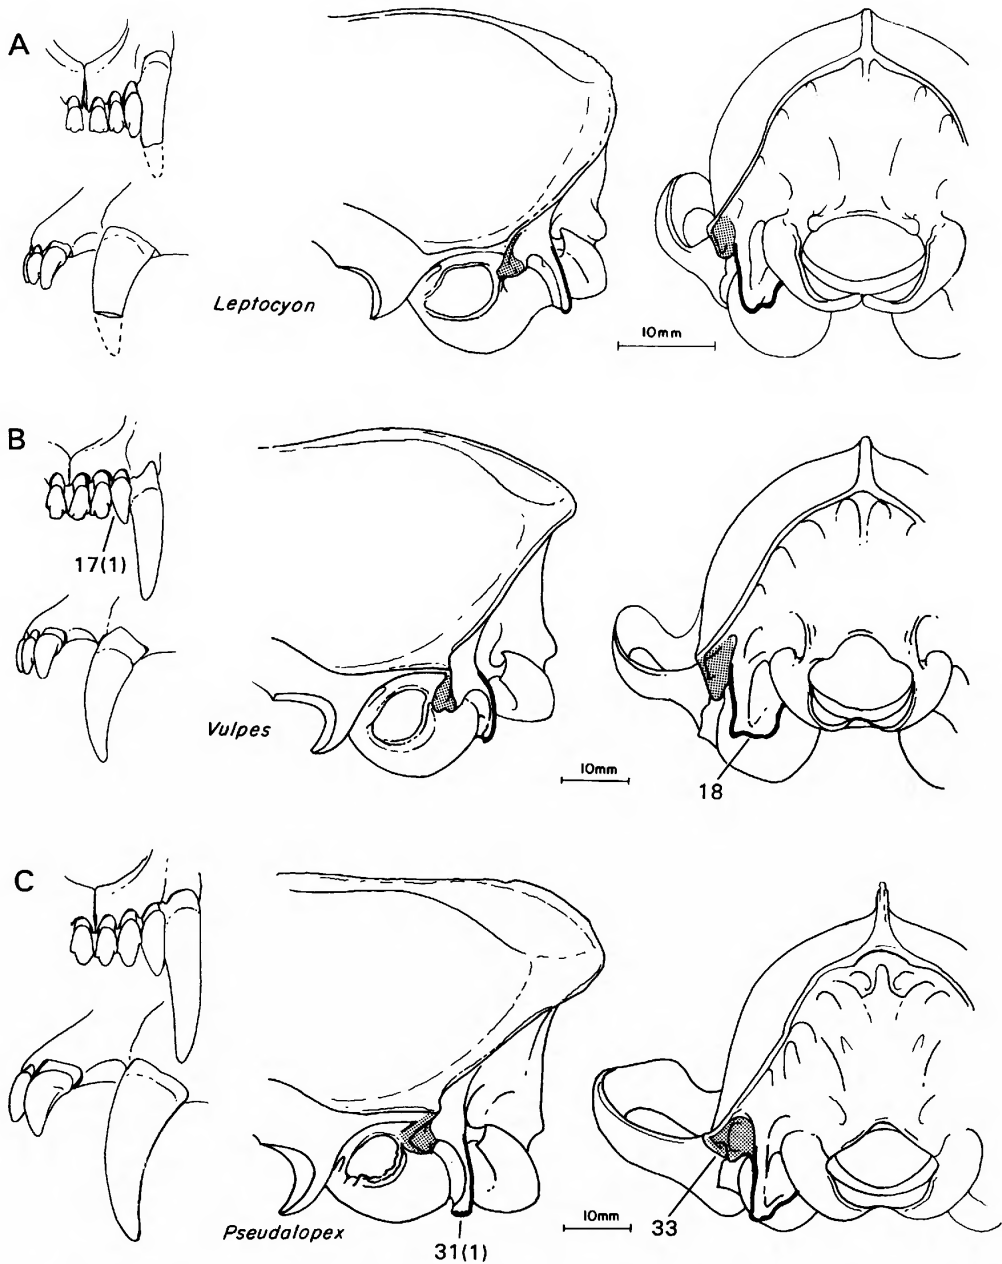 A
Leptocyon
10mm
B
17(1)
Vulpes
10mm
18
C
Pseudalopex
31(1)
10mm
33